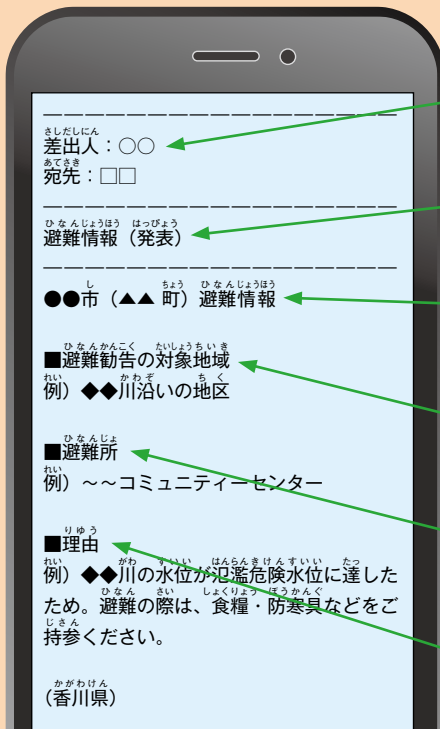 差出人：○○
宛先：□□
避難情報（発表）
●●市（▲▲ 町）避難情報
■避難勧告の対象地域
例）◆◆川沿いの地区
■避難所
例）～～コミュニティーセンター
■理由
例）◆◆川の水位が氾濫危険水位に達した
ため。避難の際は、食糧・防寒具などをご
持参ください。
（香川県）